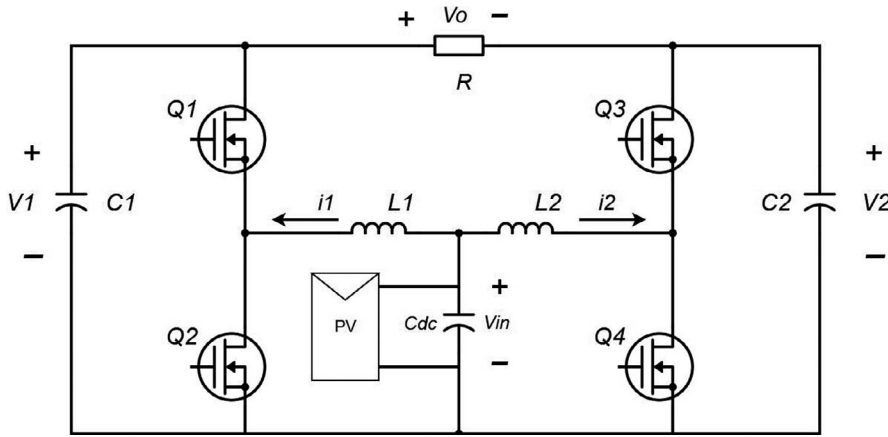 + Vo −
R
Q1
Q3
+
+
V1
C1
i1
L1
L2
i2
C2
V2
−
−
PV
+
Cdc
Vin
−
Q2
Q4